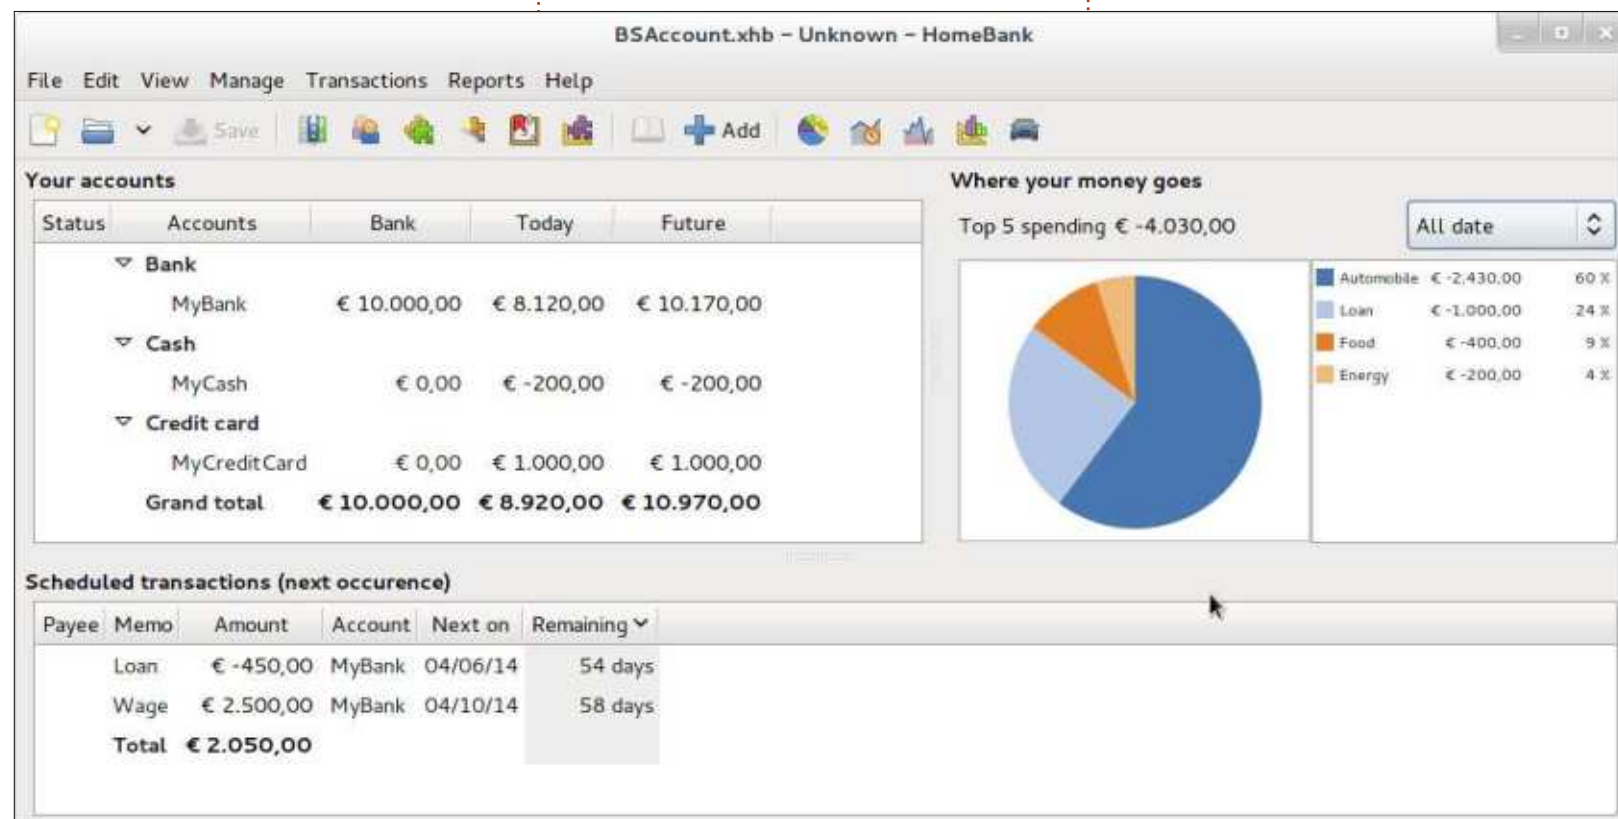 BSAccount.xhb - Unknown - HomeBank
File Edit View Manage Transactions Reports Help
Save Add
Your accounts
Status Accounts Bank Today Future
Bank
MyBank € 10.000,00 € 8.120,00 € 10.170,00
Cash
MyCash € 0,00 € -200,00 € -200,00
Credit card
MyCreditCard € 0,00 € 1.000,00 € 1.000,00
Grand total € 10.000,00 € 8.920,00 € 10.970,00
Where your money goes
Top 5 spending € -4.030,00 All date
Automobile € -2.430,00 60 %
Loan € -1.000,00 24 %
Food € -400,00 9 %
Energy € -200,00 4 %
Scheduled transactions (next occurence)
Payee Memo Amount Account Next on Remaining
Loan € -450,00 MyBank 04/06/14 54 days
Wage € 2.500,00 MyBank 04/10/14 58 days
Total € 2.050,00